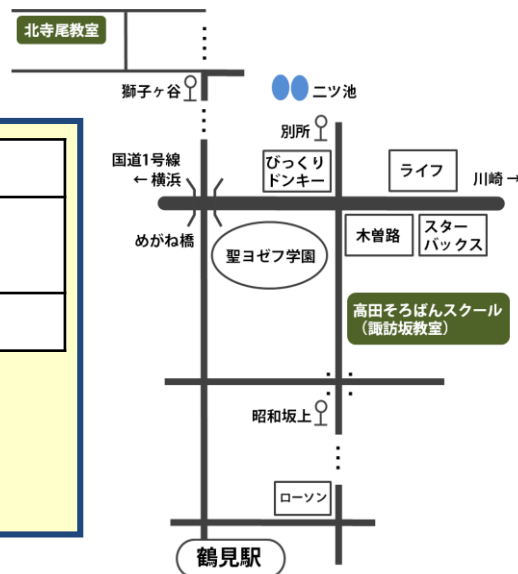 北寺尾教室
獅子ヶ谷
二ツ池
別所
国道1号線
←横浜
びっくり
ドンキー
ライフ
川崎→
めがね橋
聖ヨゼフ学園
木曽路
スター
バックス
高田そろばんスクール
（諏訪坂教室）
昭和坂上
ローソン
鶴見駅